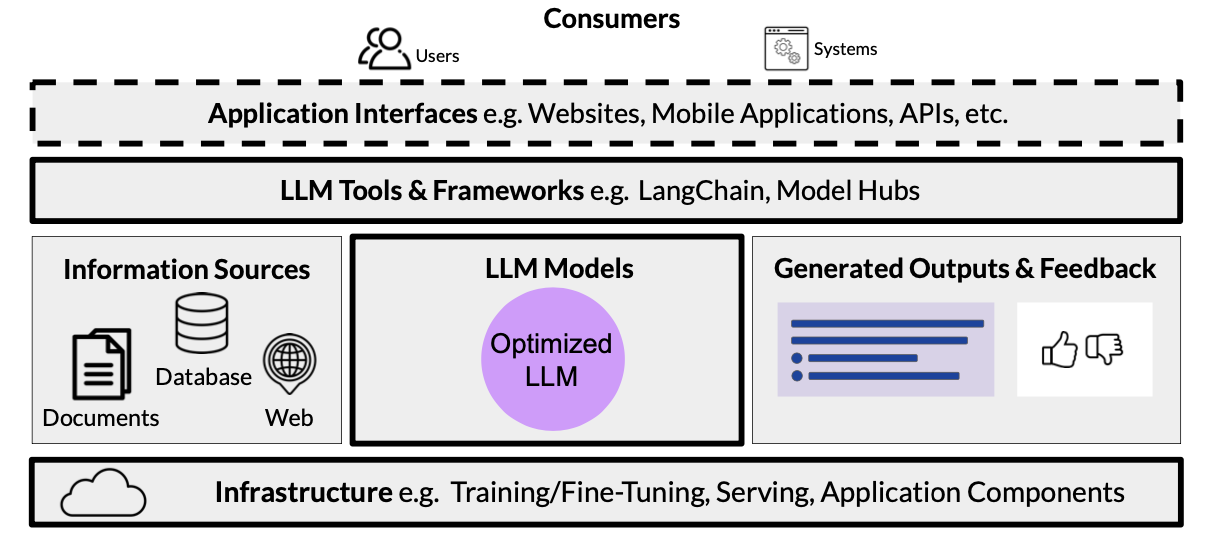 Consumers
Users
Systems
Application Interfaces e.g. Websites, Mobile Applications, APIs, etc.
LLM Tools & Frameworks e.g. LangChain, Model Hubs
Information Sources
Documents
Database
Web
LLM Models
Optimized
LLM
Generated Outputs & Feedback
Infrastructure e.g. Training/Fine-Tuning, Serving, Application Components